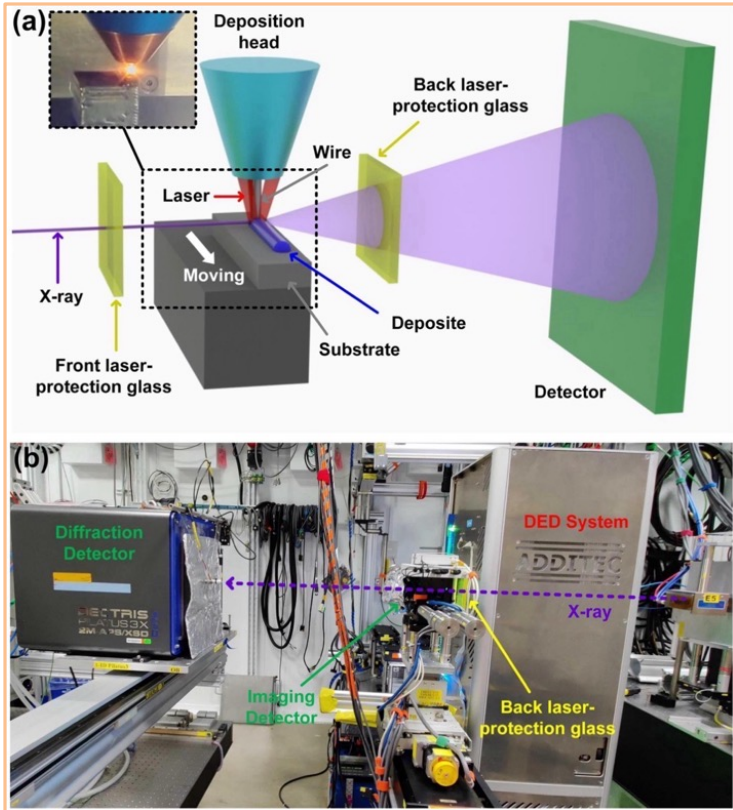 (a)
Deposition
head
Back laser-
protection glass
Wire
Laser
Moving
X-ray
Deposite
Substrate
Front laser-
protection glass
Detector
(b)
Diffraction
Detector
DED System
ADDITEC
X-ray
E5
Imaging
Detector
Back laser-
protection glass